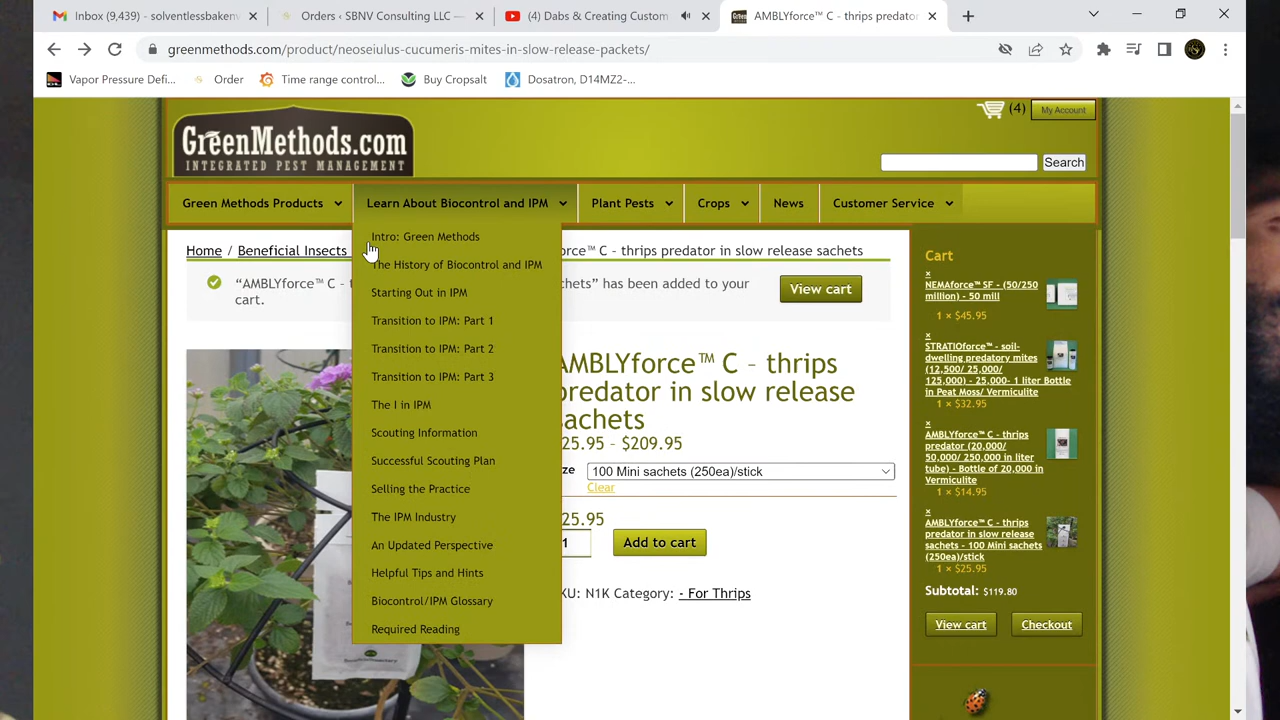 Inbox (9,439) - solventlessbaken
Orders ‹ SBNV Consulting LLC —
(4) Dabs & Creating Custom
AMBLYforce™ C - thrips predato
greenmethods.com/product/neoseiulus-cucumeris-mites-in-slow-release-packets/
Vapor Pressure Defi...
Order
Time range control...
Buy Cropsalt
Dosatron, D14MZ2-...
GreenMethods.com
INTEGRATED PEST MANAGEMENT
(4)
My Account
Search
Green Methods Products
Learn About Biocontrol and IPM
Plant Pests
Crops
News
Customer Service
Intro: Green Methods
The History of Biocontrol and IPM
Starting Out in IPM
Transition to IPM: Part 1
Transition to IPM: Part 2
Transition to IPM: Part 3
The I in IPM
Scouting Information
Successful Scouting Plan
Selling the Practice
The IPM Industry
An Updated Perspective
Helpful Tips and Hints
Biocontrol/IPM Glossary
Required Reading
Home / Beneficial Insects
rce™ C - thrips predator in slow release sachets
“AMBLYforce™ C - t
chets” has been added to your
cart.
View cart
AMBLYforce™ C – thrips
predator in slow release
sachets
25.95 – $209.95
ze
100 Mini sachets (250ea)/stick
Clear
25.95
1
Add to cart
KU: N1K Category: - For Thrips
Cart
×
NEMAforce™ SF - (50/250
million) - 50 mill
1 × $45.95
×
STRATIOforce™ - soil-
dwelling predatory mites
(12,500/ 25,000/
125,000) - 25,000- 1 liter Bottle
in Peat Moss/ Vermiculite
1 × $32.95
×
AMBLYforce™ C - thrips
predator (20,000/
50,000/ 250,000 in liter
tube) - Bottle of 20,000 in
Vermiculite
1 × $14.95
×
AMBLYforce™ C - thrips
predator in slow release
sachets - 100 Mini sachets
(250ea)/stick
1 × $25.95
Subtotal: $119.80
View cart
Checkout